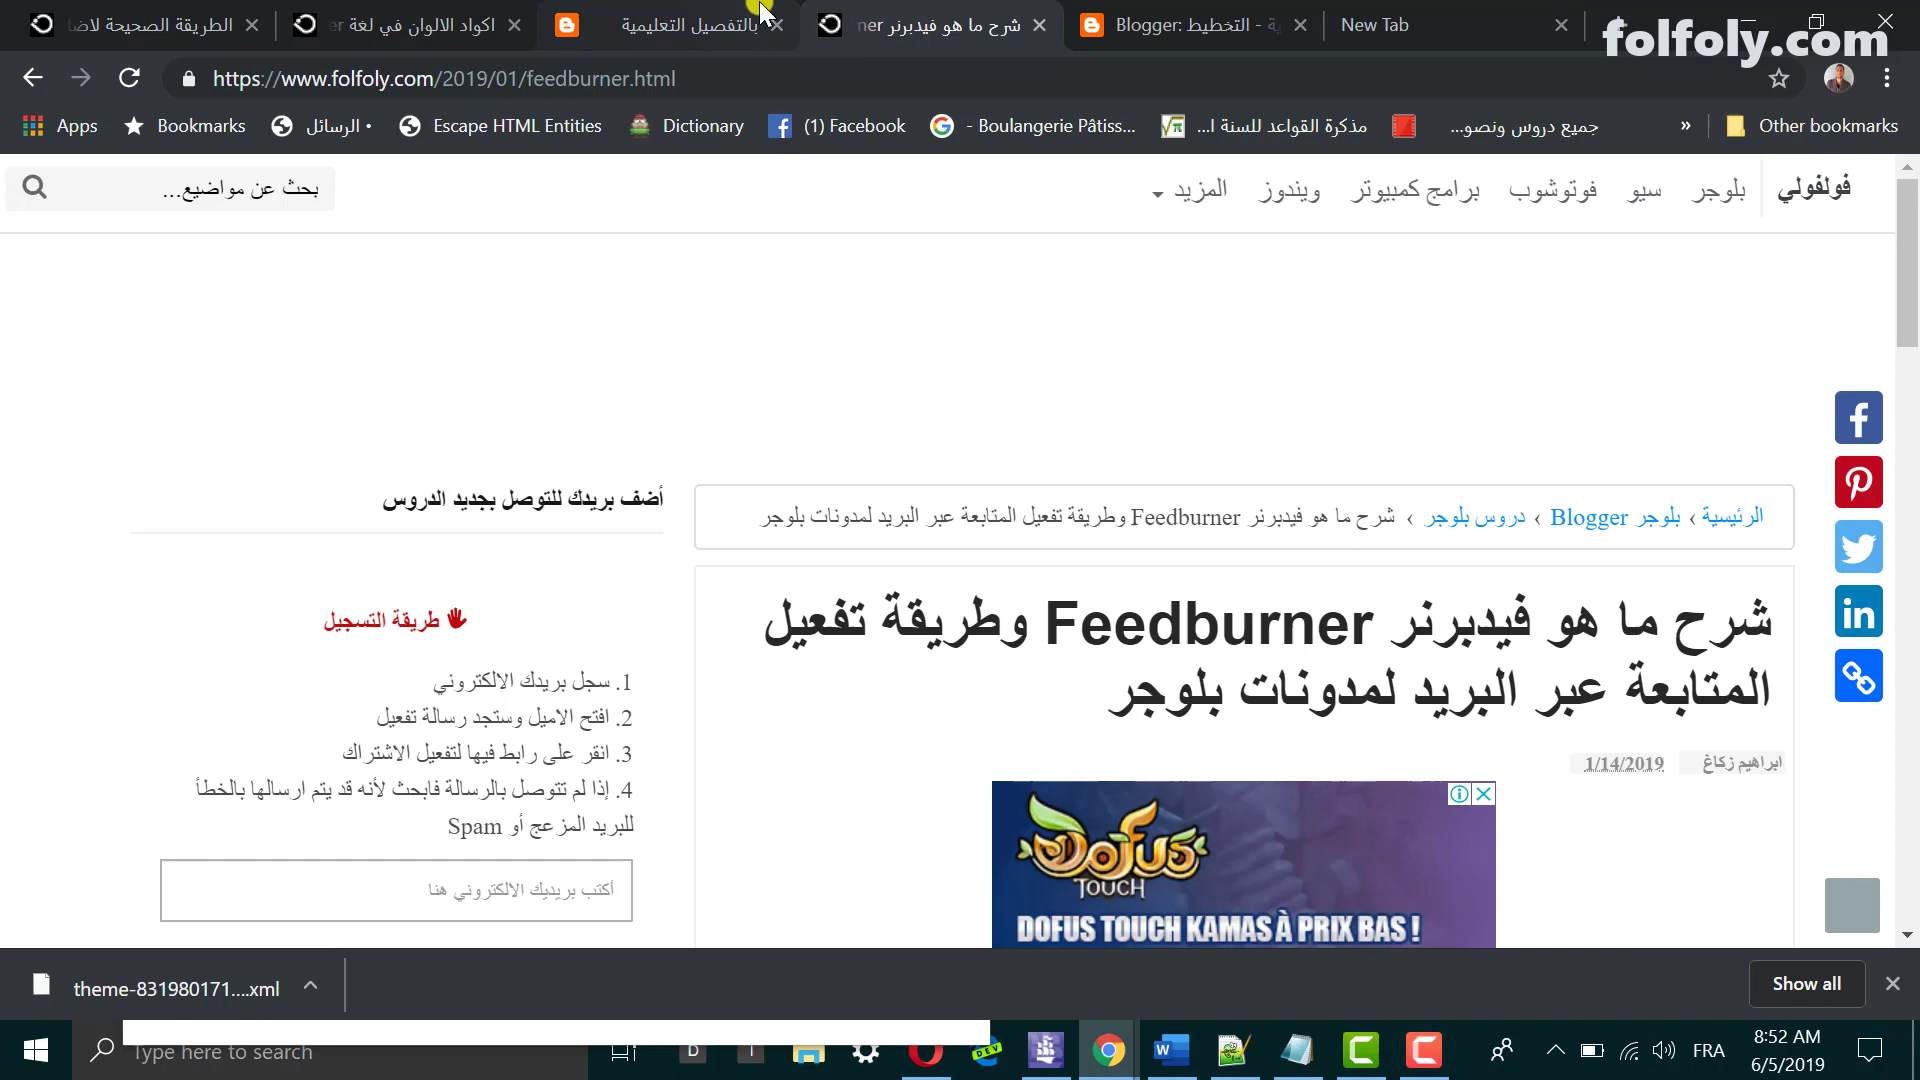 الطريقة الصحيحة لاضا
اكواد الالوان في لغة er
بالتفصيل التعليمية
شرح ما هو فيدبرنر ner
Blogger: التخطيط - ية
New Tab
folfoly.com
https://www.folfoly.com/2019/01/feedburner.html
Apps
Bookmarks
• الرسائل
Escape HTML Entities
Dictionary
(1) Facebook
- Boulangerie Pâtiss...
مذكرة القواعد للسنة ا...
جميع دروس ونصو...
»
Other bookmarks
فولفولي
بلوجر
سيو
فوتوشوب
برامج كمبيوتر
ويندوز
المزيد
بحث عن مواضيع...
الرئيسية › بلوجر Blogger › دروس بلوجر › شرح ما هو فيدبرنر Feedburner وطريقة تفعيل المتابعة عبر البريد لمدونات بلوجر
شرح ما هو فيدبرنر Feedburner وطريقة تفعيل
المتابعة عبر البريد لمدونات بلوجر
ابراهيم زكاغ
1/14/2019
DOFUS
TOUCH
DOFUS TOUCH KAMAS À PRIX BAS !
أضف بريدك للتوصل بجديد الدروس
طريقة التسجيل
1. سجل بريدك الالكتروني
2. افتح الاميل وستجد رسالة تفعيل
3. انقر على رابط فيها لتفعيل الاشتراك
4. إذا لم تتوصل بالرسالة فابحث لأنه قد يتم ارسالها بالخطأ
للبريد المزعج أو Spam
أكتب بريديك الالكتروني هنا
theme-831980171....xml
Show all
Type here to search
DEV
FRA
8:52 AM
6/5/2019